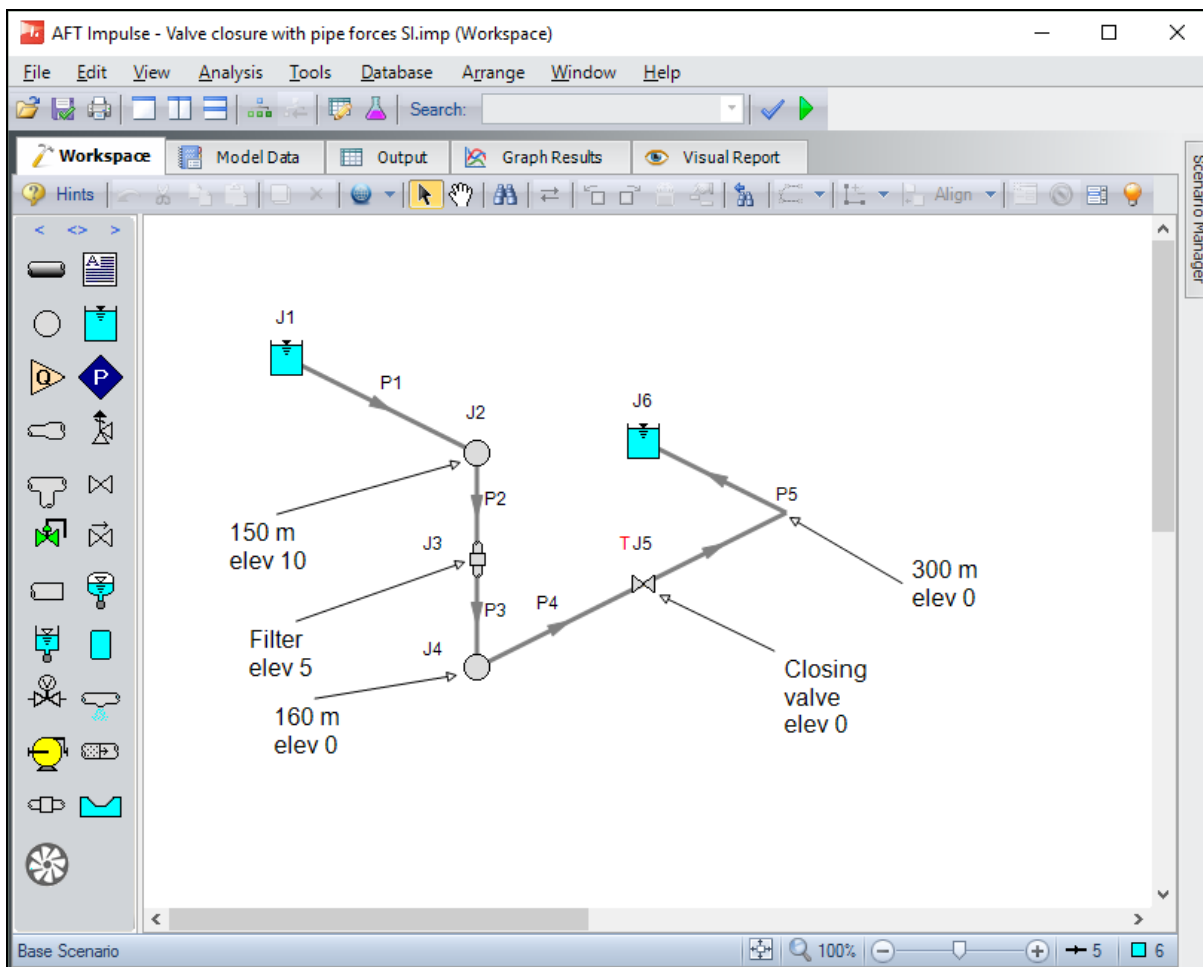 AFT Impulse - Valve closure with pipe forces SI.imp (Workspace)
File Edit View Analysis Tools Database Arrange Window Help
Search:
Workspace Model Data Output Graph Results Visual Report
Hints Align
Scenario Manager
< <> >
A
Q P
V
J1
P1
J2
P2
150 m
elev 10
J3
Filter
elev 5
P3
J4
160 m
elev 0
P4
T J5
Closing
valve
elev 0
J6
P5
300 m
elev 0
Base Scenario 100% 5 6